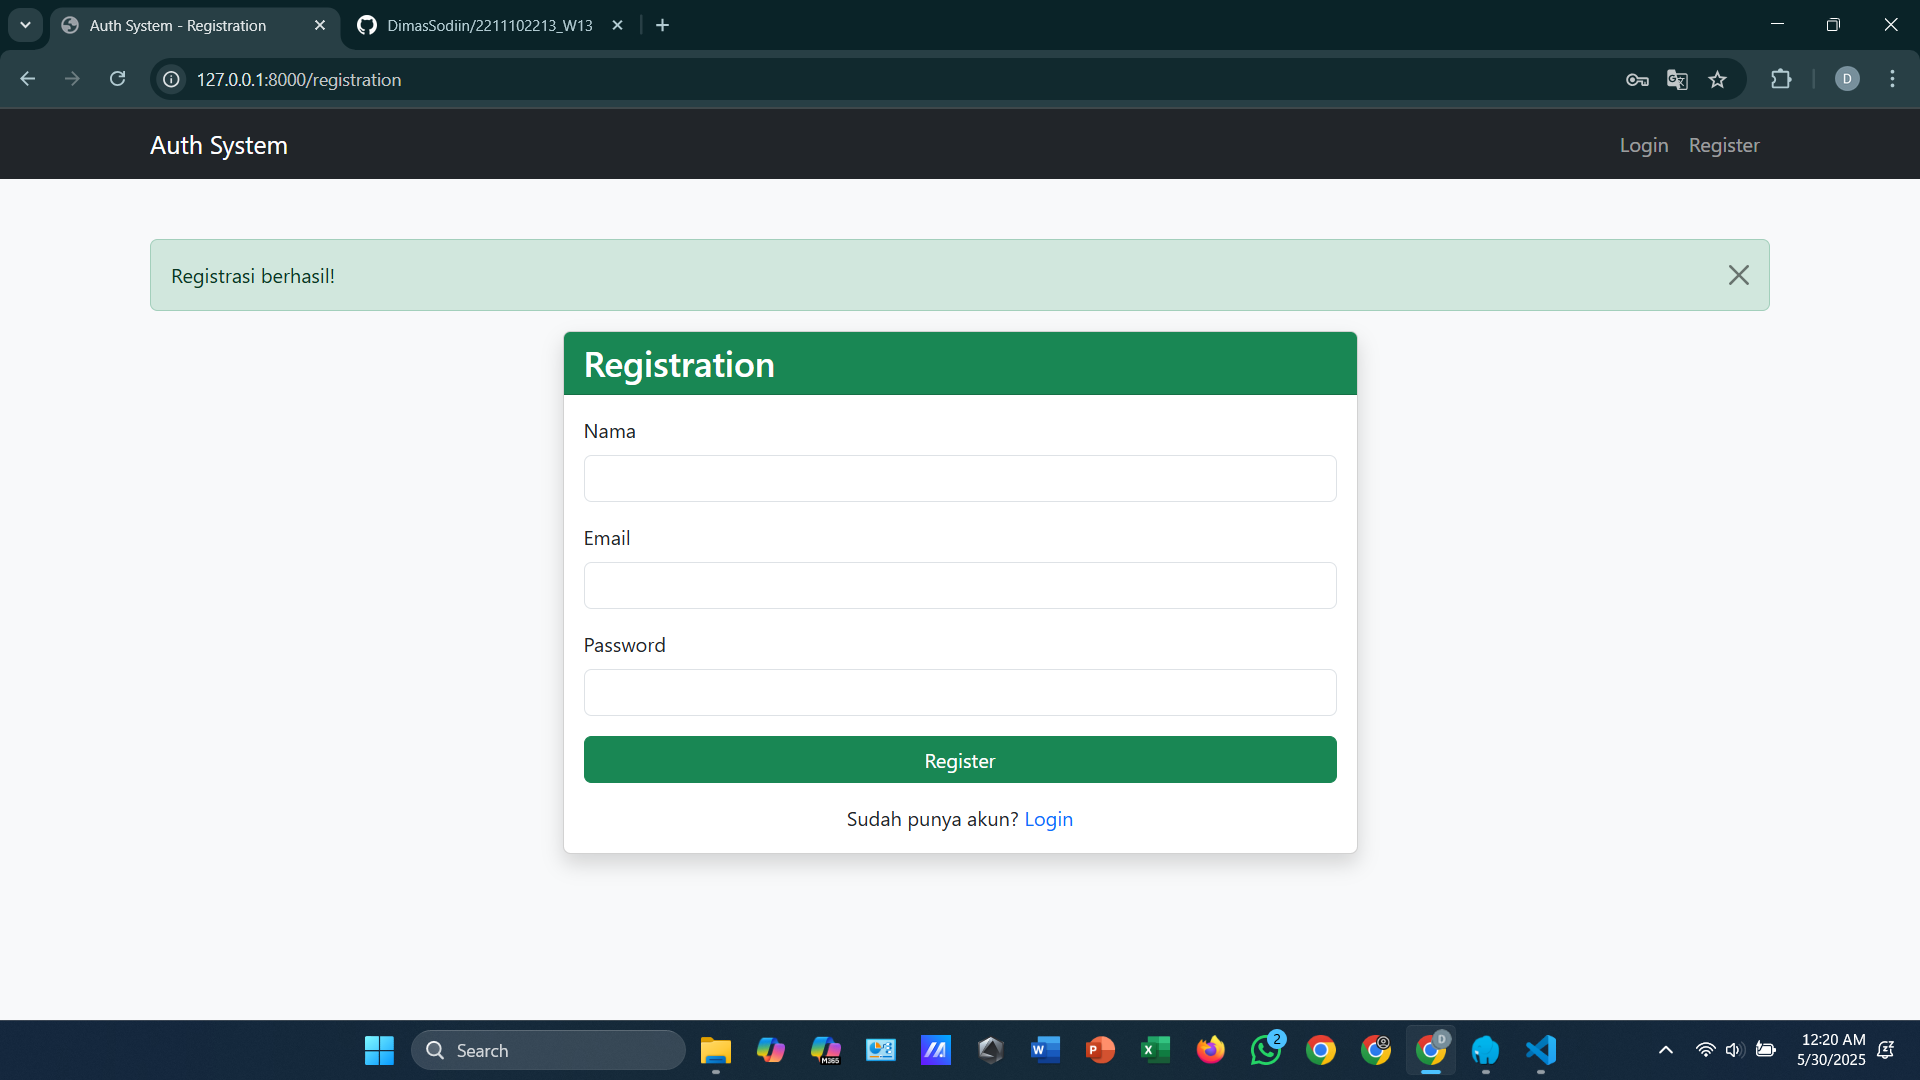 Auth System - Registration
DimasSodiin/2211102213_W13
127.0.0.1:8000/registration
D
Auth System
Login
Register
Registrasi berhasil!
Registration
Nama
Email
Password
Register
Sudah punya akun? Login
Search
M365
W
P
X
2
D
12:20 AM
5/30/2025